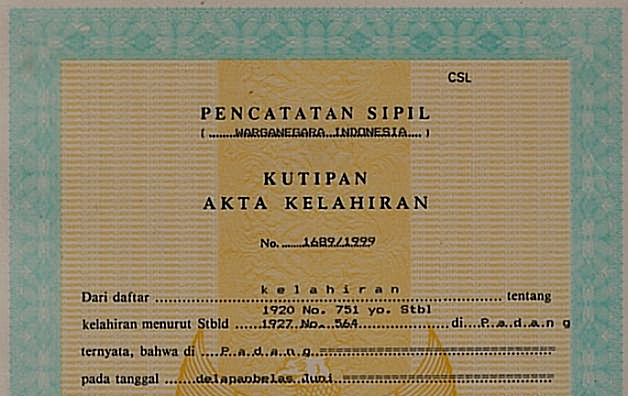 CSL
PENCATATAN SIPIL
( WARGANEGARA INDONESIA )
KUTIPAN
AKTA KELAHIRAN
No. 1689/1999
Dari daftar kelahiran tentang
1920 No. 751 yo. Stbl
kelahiran menurut Stbld 1927 No. 564 di P a d a n g
ternyata, bahwa di P a d a n g ====================
pada tanggal delapanbelas Juni ====================